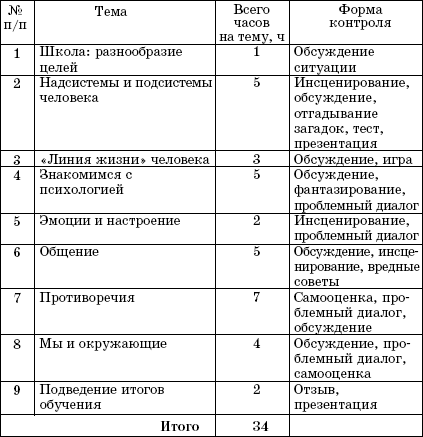 № п/п Тема Всего часов на тему, ч Форма контроля
1 Школа: разнообразие целей 1 Обсуждение ситуации
2 Надсистемы и подсистемы человека 5 Инсценирование, обсуждение, отгадывание загадок, тест, презентация
3 «Линия жизни» человека 3 Обсуждение, игра
4 Знакомимся с психологией 5 Обсуждение, фантазирование, проблемный диалог
5 Эмоции и настроение 2 Инсценирование, проблемный диалог
6 Общение 5 Обсуждение, инсце-нирование, вредные советы
7 Противоречия 7 Самооценка, про-блемный диалог, обсуждение
8 Мы и окружающие 4 Обсуждение, про-блемный диалог, самооценка
9 Подведение итогов обучения 2 Отзыв, презентация
Итого 34